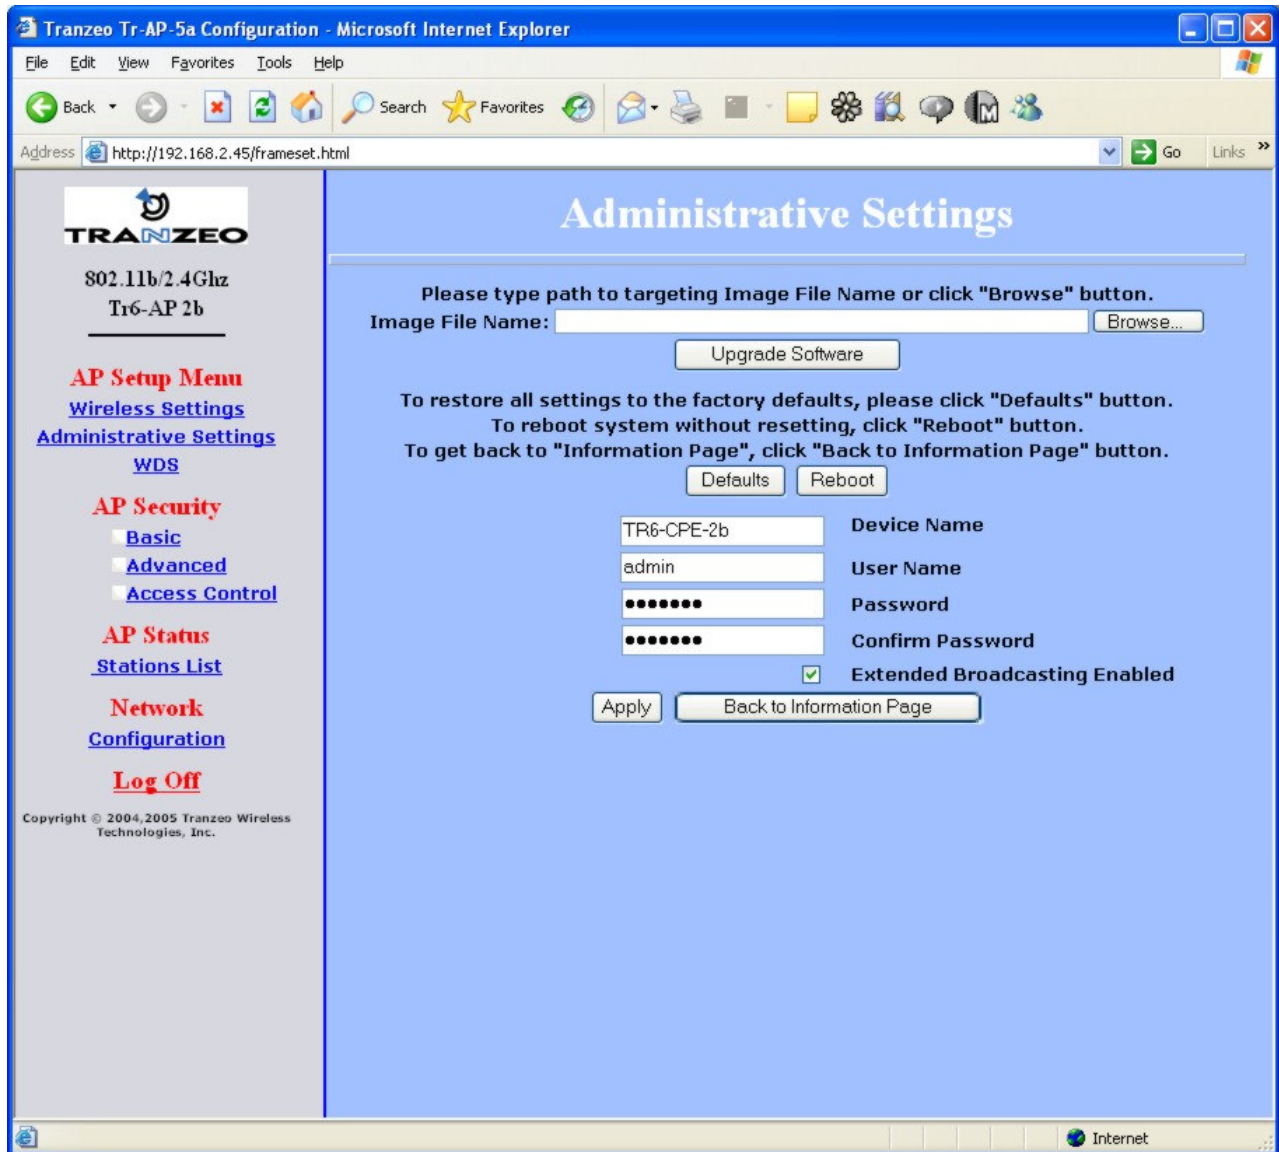 Tranzeo Tr-AP-5a Configuration - Microsoft Internet Explorer
File Edit View Favorites Tools Help
Back Search Favorites
Address http://192.168.2.45/frameset.html Go Links »
TRANZEO
802.11b/2.4Ghz
Tr6-AP 2b
AP Setup Menu
Wireless Settings
Administrative Settings
WDS
AP Security
Basic
Advanced
Access Control
AP Status
Stations List
Network
Configuration
Log Off
Copyright © 2004,2005 Tranzeo Wireless
Technologies, Inc.
Administrative Settings
Please type path to targeting Image File Name or click "Browse" button.
Image File Name: Browse...
Upgrade Software
To restore all settings to the factory defaults, please click "Defaults" button.
To reboot system without resetting, click "Reboot" button.
To get back to "Information Page", click "Back to Information Page" button.
Defaults Reboot
TR6-CPE-2b Device Name
admin User Name
••••••• Password
••••••• Confirm Password
Extended Broadcasting Enabled
Apply Back to Information Page
Internet